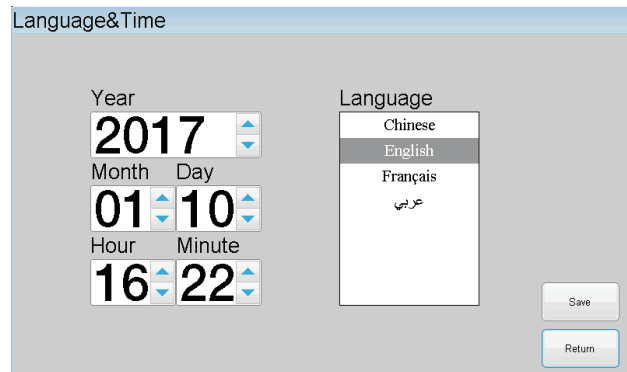 Language&Time
Year
2017
Month Day
01 10
Hour Minute
16 22
Language
Chinese
English
Français
عربي
Save
Return